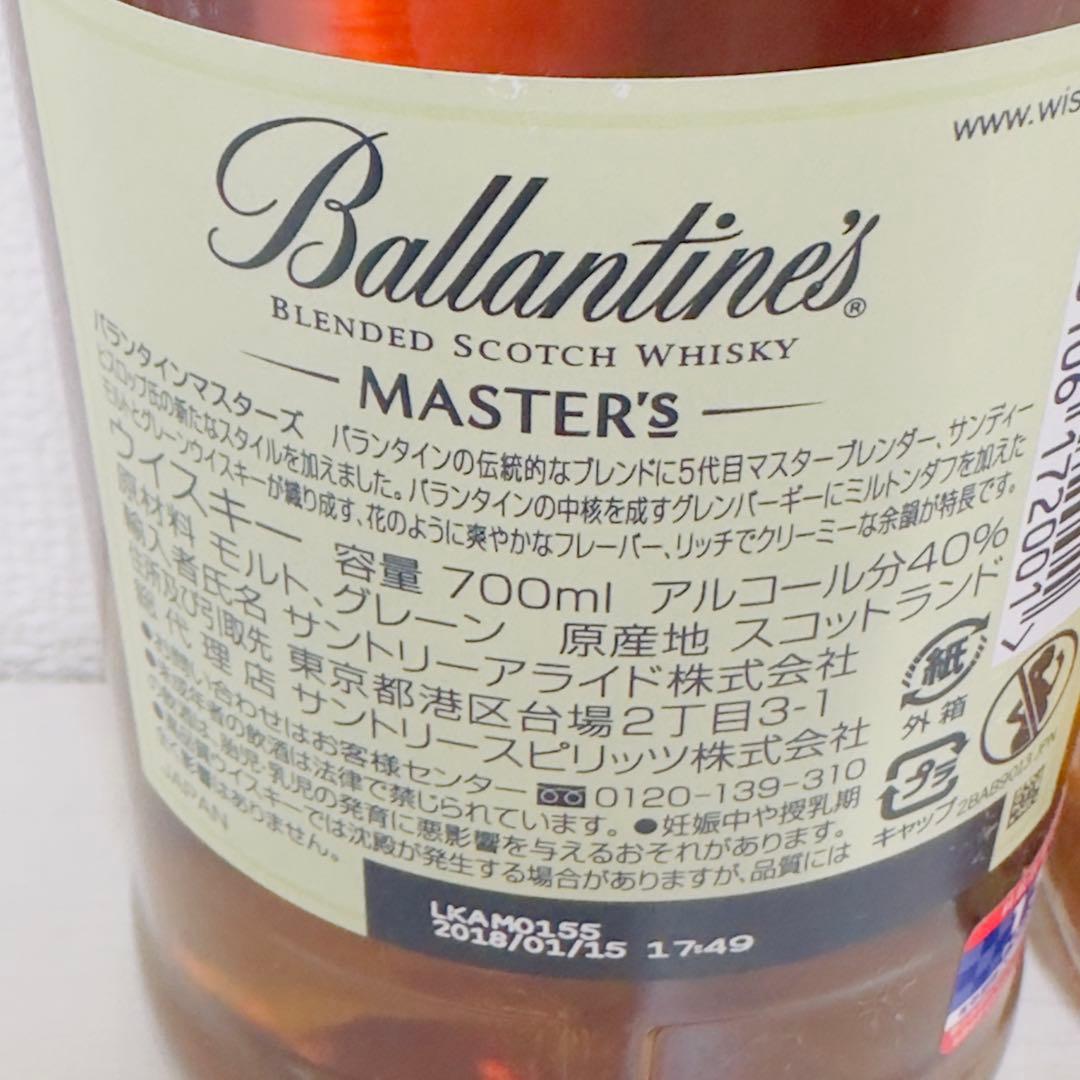 www.wis
Ballantine's®
BLENDED SCOTCH WHISKY
MASTER'S
バランタインマスターズ バランタインの伝統的なブレンドに5代目マスターブレンダー、サンディー
ヒスロップ氏の新たなスタイルを加えました。バランタインの中核を成すグレンバーギーにミルトンダフを加えた
モルトとグレーンウイスキーが織り成す、花のように爽やかなフレーバー、リッチでクリーミーな余韻が特長です。
ウイスキー 容量 700ml アルコール分40%
原材料 モルト、グレーン 原産地 スコットランド
輸入者氏名 サントリーアライド株式会社
住所及び引取先 東京都港区台場2丁目3-1
総代理店 サントリースピリッツ株式会社
●お問い合わせはお客様センター 0120-139-310
●未成年者の飲酒は法律で禁じられています。●妊娠中や授乳期
の飲酒は、胎児・乳児の発育に悪影響を与えるおそれがあります。
●高品質ウイスキーでは沈殿が発生する場合がありますが、品質には
全く影響はありません。
JAPAN
紙
外箱
プラ
キャップ
2BAB9013 JPN
106"172001>
LKAM0155
2018/01/15 17:49